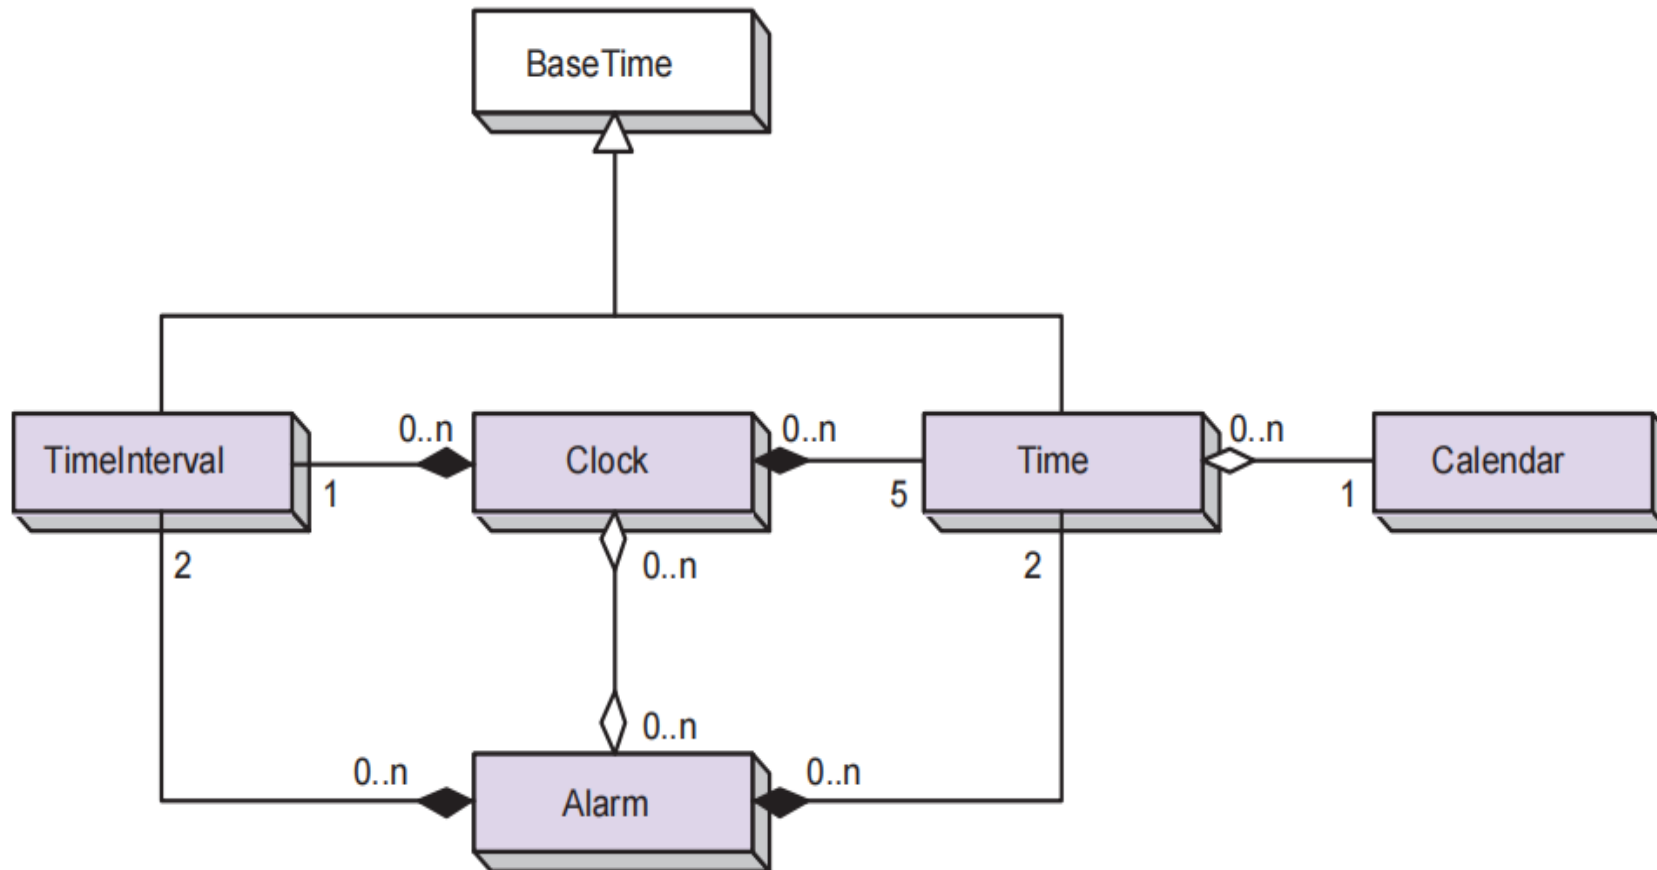 BaseTime
0..n
0..n
0..n
TimeInterval
Clock
Time
Calendar
1
5
1
2
0..n
2
0..n
0..n
0..n
Alarm